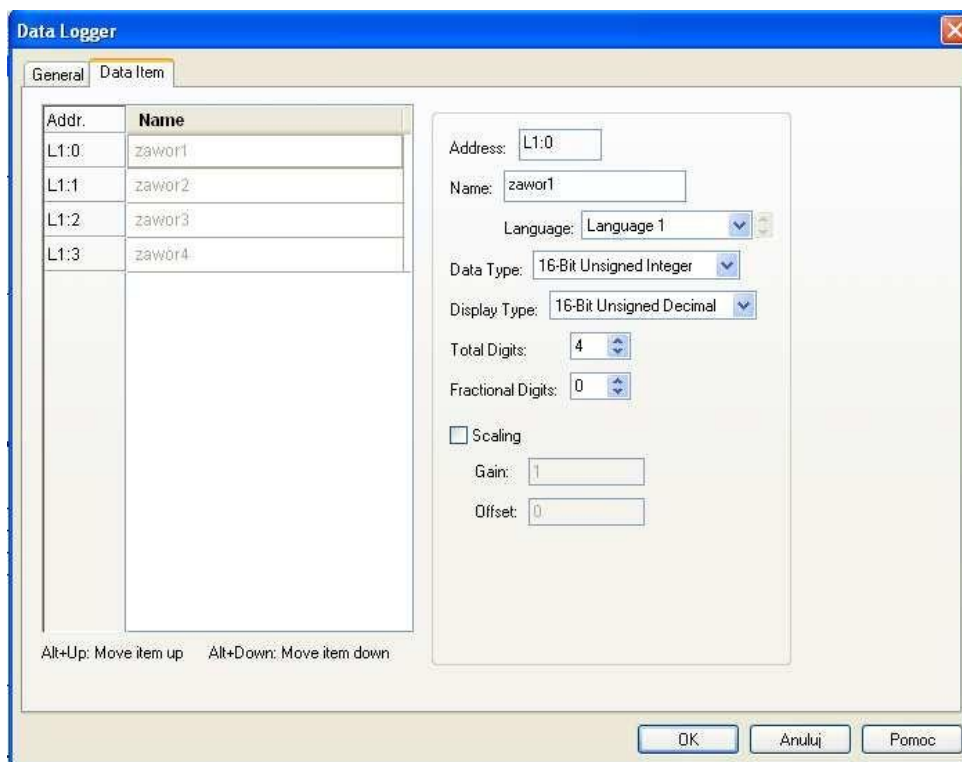 Data Logger
General Data Item
Addr. Name
L1:0 zawor1
L1:1 zawor2
L1:2 zawor3
L1:3 zawor4
Alt+Up: Move item up Alt+Down: Move item down
Address: L1:0
Name: zawor1
Language: Language 1
Data Type: 16-Bit Unsigned Integer
Display Type: 16-Bit Unsigned Decimal
Total Digits: 4
Fractional Digits: 0
Scaling
Gain: 1
Offset: 0
OK Anuluj Pomoc